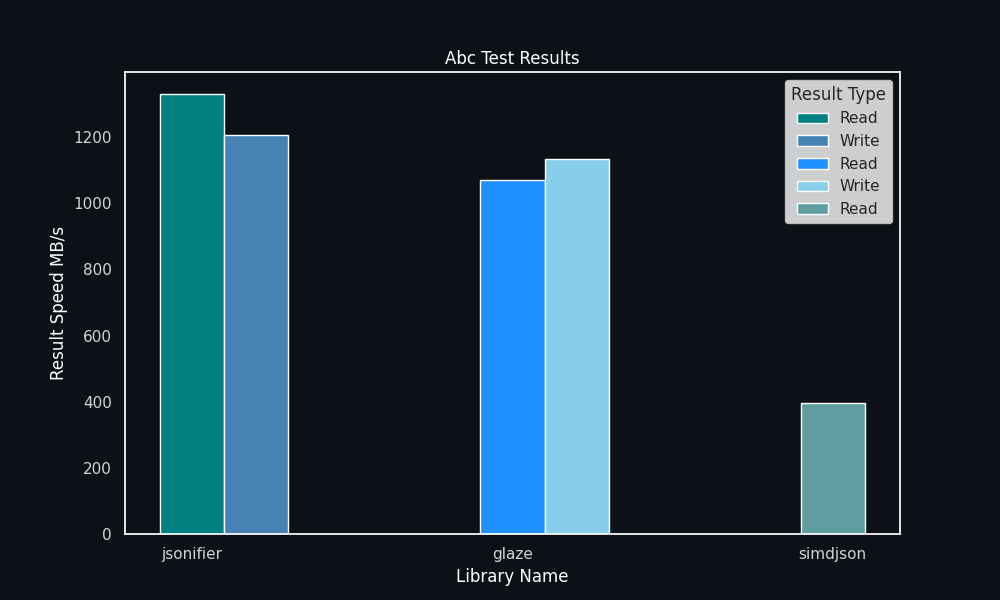 Abc Test Results
Result Type
Read
Write
Read
Write
Read
Result Speed MB/s
1200
1000
800
600
400
200
0
jsonifier
glaze
simdjson
Library Name